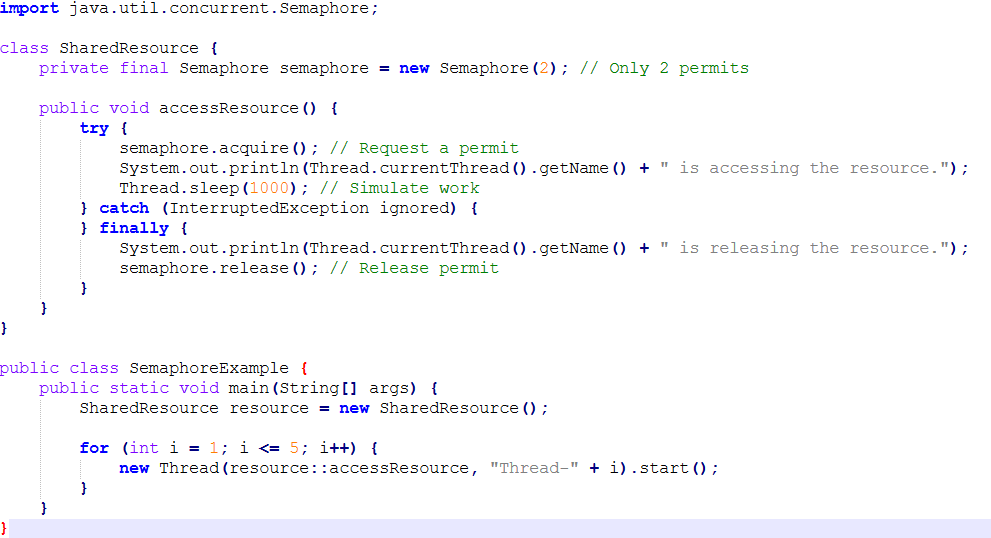 import java.util.concurrent.Semaphore;

class SharedResource {
    private final Semaphore semaphore = new Semaphore(2); // Only 2 permits

    public void accessResource() {
        try {
            semaphore.acquire(); // Request a permit
            System.out.println(Thread.currentThread().getName() + " is accessing the resource.");
            Thread.sleep(1000); // Simulate work
        } catch (InterruptedException ignored) {
        } finally {
            System.out.println(Thread.currentThread().getName() + " is releasing the resource.");
            semaphore.release(); // Release permit
        }
    }
}

public class SemaphoreExample {
    public static void main(String[] args) {
        SharedResource resource = new SharedResource();

        for (int i = 1; i <= 5; i++) {
            new Thread(resource::accessResource, "Thread-" + i).start();
        }
    }
}